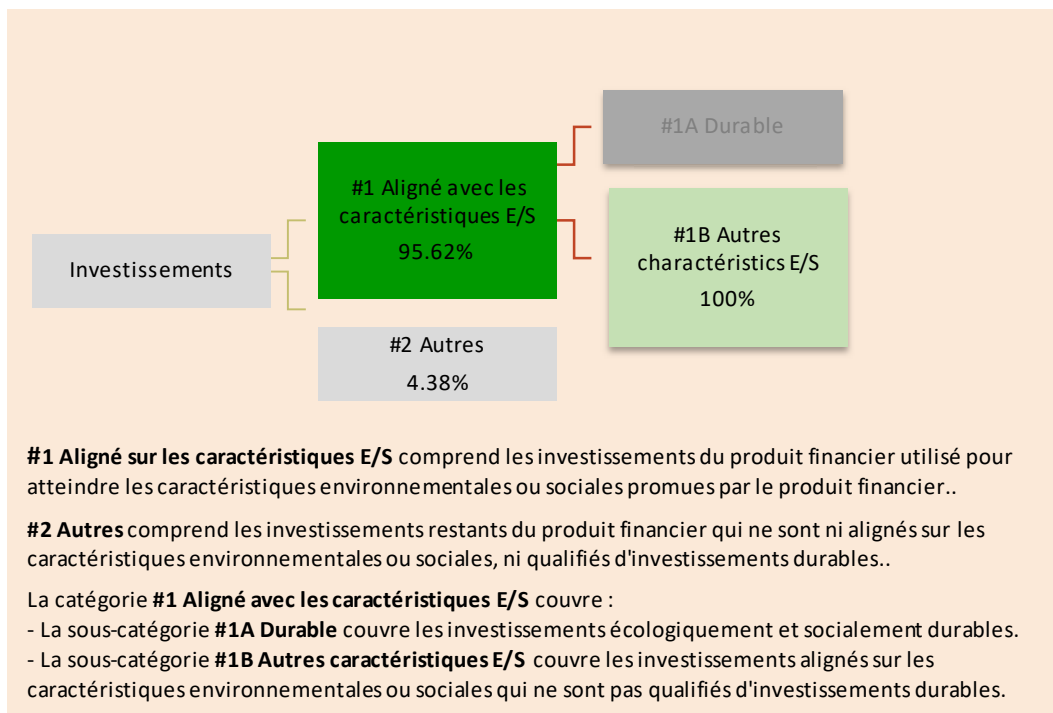 #1A Durable
#1 Aligné avec les
caractéristiques E/S
95.62%
#1B Autres
charactéristics E/S
100%
Investissements
#2 Autres
4.38%
#1 Aligné sur les caractéristiques E/S comprend les investissements du produit financier utilisé pour
atteindre les caractéristiques environnementales ou sociales promues par le produit financier..
#2 Autres comprend les investissements restants du produit financier qui ne sont ni alignés sur les
caractéristiques environnementales ou sociales, ni qualifiés d'investissements durables..
La catégorie #1 Aligné avec les caractéristiques E/S couvre :
- La sous-catégorie #1A Durable couvre les investissements écologiquement et socialement durables.
- La sous-catégorie #1B Autres caractéristiques E/S couvre les investissements alignés sur les
caractéristiques environnementales ou sociales qui ne sont pas qualifiés d'investissements durables.